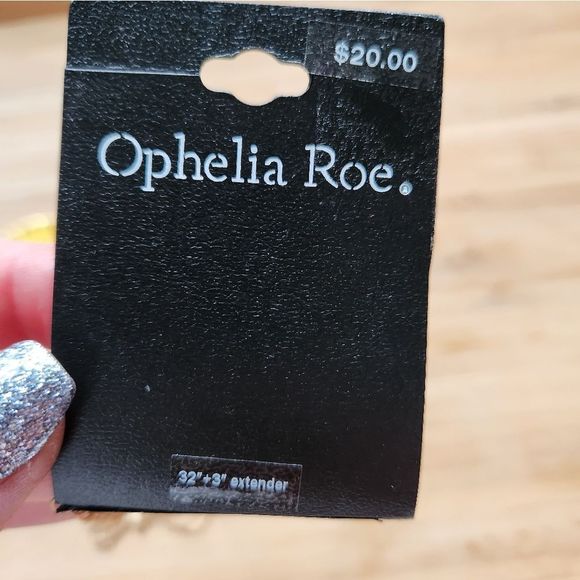 $20.00
Ophelia Roe.
32"+3" extender